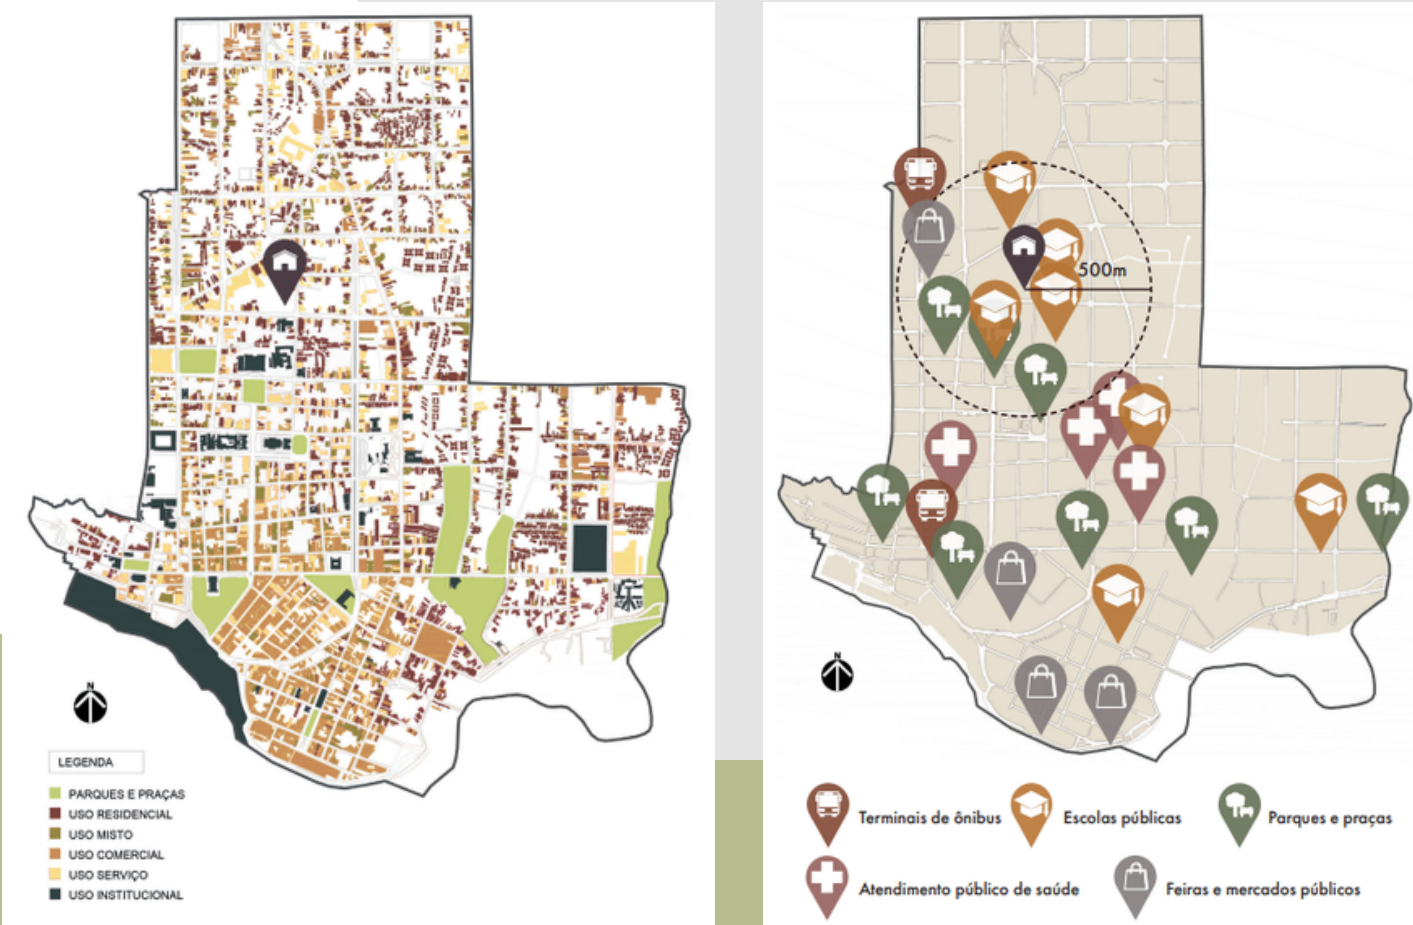 N
LEGENDA
PARQUES E PRAÇAS
USO RESIDENCIAL
USO MISTO
USO COMERCIAL
USO SERVIÇO
USO INSTITUCIONAL
500m
N
Terminais de ônibus
Escolas públicas
Parques e praças
Atendimento público de saúde
Feiras e mercados públicos